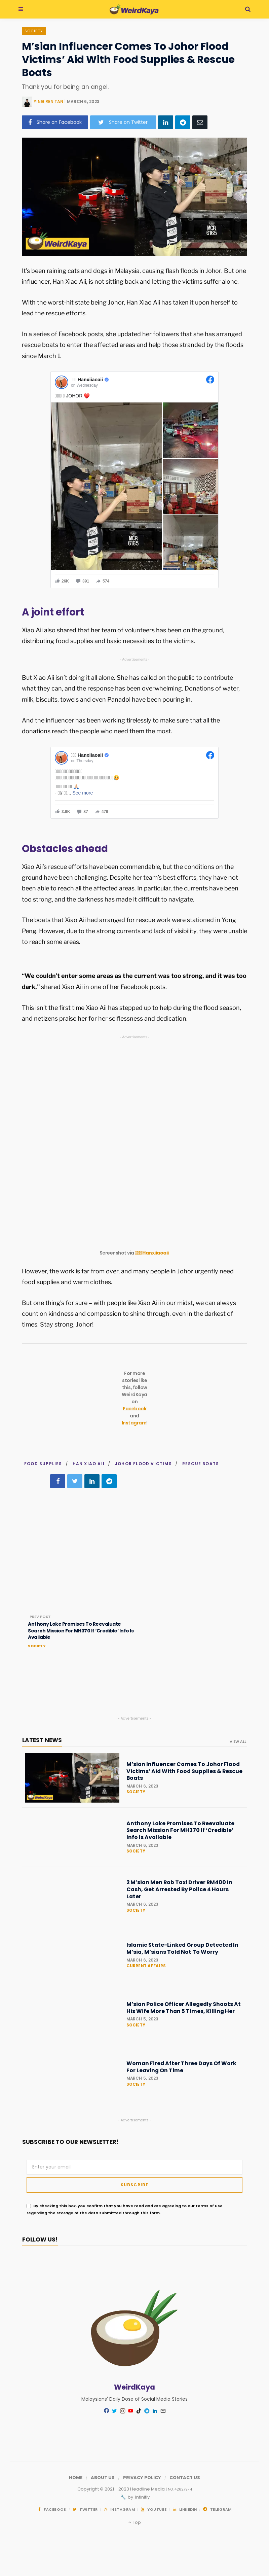 WeirdKaya
SOCIETY
M'sian Influencer Comes To Johor Flood
Victims' Aid With Food Supplies & Rescue
Boats
Thank you for being an angel.
YING REN TAN | MARCH 6, 2023
Share on Facebook
Share on Twitter
WeirdKaya
MCR
6165
It's been raining cats and dogs in Malaysia, causing flash floods in Johor. But one
influencer, Han Xiao Aii, is not sitting back and letting the victims suffer alone.
With the worst-hit state being Johor, Han Xiao Aii has taken it upon herself to
lead the rescue efforts.
In a series of Facebook posts, she updated her followers that she has arranged
rescue boats to enter the affected areas and help those stranded by the floods
since March 1.
Hanxiiaoaii
on Wednesday
JOHOR
MCR
6165
26K
381
574
A joint effort
Xiao Aii also shared that her team of volunteers has been on the ground,
distributing food supplies and basic necessities to the victims.
- Advertisements -
But Xiao Aii isn't doing it all alone. She has called on the public to contribute
what they can, and the responses has been overwhelming. Donations of water,
milk, biscuits, towels and even Panadol have been pouring in.
And the influencer has been working tirelessly to make sure that all the
donations reach the people who need them the most.
Hanxiiaoaii
on Thursday
... See more
3.8K
97
476
Obstacles ahead
Xiao Aii's rescue efforts have been commendable, but the conditions on the
ground have been challenging. Despite her team's best efforts, they have not
been able to reach all the affected areas. In particular, the currents have been
so strong, and the darkness has made it difficult to navigate.
The boats that Xiao Aii had arranged for rescue work were stationed in Yong
Peng. However, due to the strong currents and lack of visibility, they were unable
to reach some areas.
"We couldn't enter some areas as the current was too strong, and it was too
dark," shared Xiao Aii in one of her Facebook posts.
This isn't the first time Xiao Aii has stepped up to help during the flood season,
and netizens praise her for her selflessness and dedication.
- Advertisements -
Screenshot via Hanxiiaoaii
However, the work is far from over, and many people in Johor urgently need
food supplies and warm clothes.
But one thing's for sure – with people like Xiao Aii in our midst, we can always
count on kindness and compassion to shine through, even in the darkest of
times. Stay strong, Johor!
For more
stories like
this, follow
WeirdKaya
on
Facebook
and
Instagram!
FOOD SUPPLIES / HAN XIAO AII / JOHOR FLOOD VICTIMS / RESCUE BOATS
PREV POST
Anthony Loke Promises To Reevaluate
Search Mission For MH370 If 'Credible' Info Is
Available
SOCIETY
- Advertisements -
LATEST NEWS
VIEW ALL
WeirdKaya
M'sian Influencer Comes To Johor Flood
Victims' Aid With Food Supplies & Rescue
Boats
MARCH 6, 2023
SOCIETY
Anthony Loke Promises To Reevaluate
Search Mission For MH370 If 'Credible'
Info Is Available
MARCH 6, 2023
SOCIETY
2 M'sian Men Rob Taxi Driver RM400 In
Cash, Get Arrested By Police 4 Hours
Later
MARCH 6, 2023
SOCIETY
Islamic State-Linked Group Detected In
M'sia, M'sians Told Not To Worry
MARCH 6, 2023
CURRENT AFFAIRS
M'sian Police Officer Allegedly Shoots At
His Wife More Than 5 Times, Killing Her
MARCH 5, 2023
SOCIETY
Woman Fired After Three Days Of Work
For Leaving On Time
MARCH 5, 2023
SOCIETY
- Advertisements -
SUBSCRIBE TO OUR NEWSLETTER!
Enter your email
SUBSCRIBE
By checking this box, you confirm that you have read and are agreeing to our terms of use
regarding the storage of the data submitted through this form.
FOLLOW US!
WeirdKaya
Malaysians' Daily Dose of Social Media Stories
HOME / ABOUT US / PRIVACY POLICY / CONTACT US
Copyright © 2021 - 2023 Headline Media
by. Infinity
FACEBOOK TWITTER INSTAGRAM YOUTUBE LINKEDIN TELEGRAM
Top